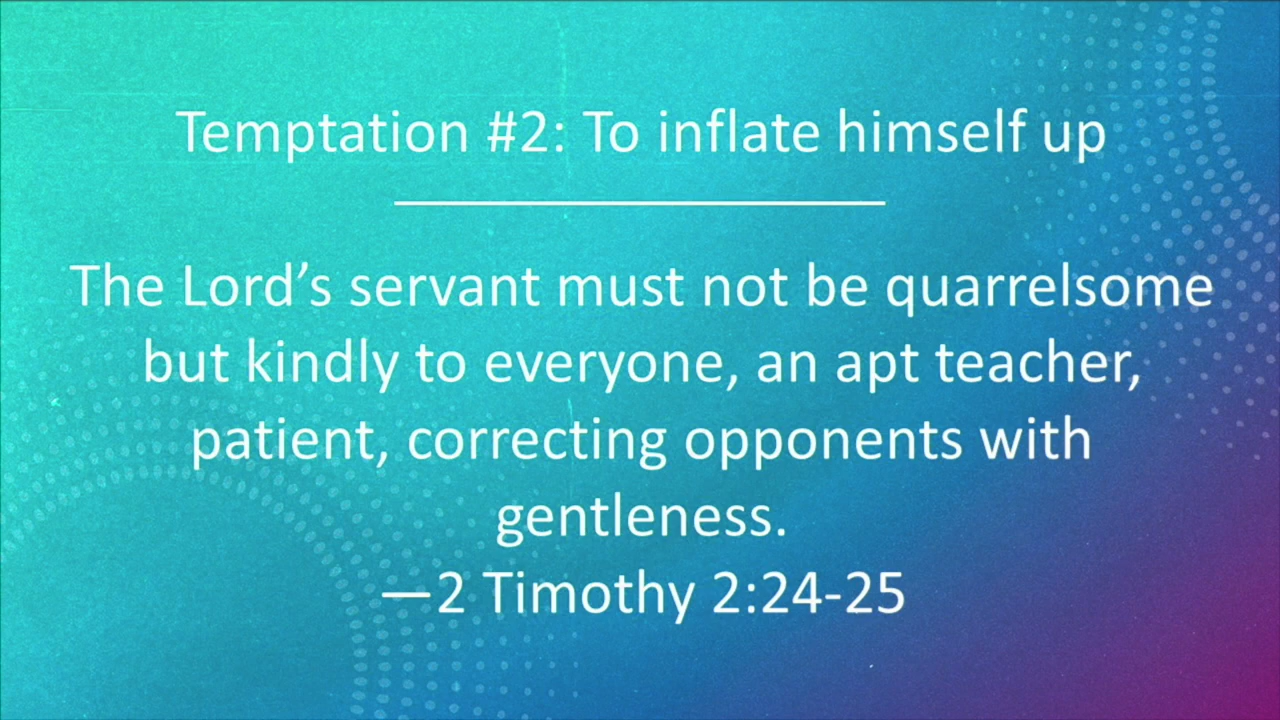 Temptation #2: To inflate himself up
The Lord’s servant must not be quarrelsome
but kindly to everyone, an apt teacher,
patient, correcting opponents with
gentleness.
—2 Timothy 2:24-25